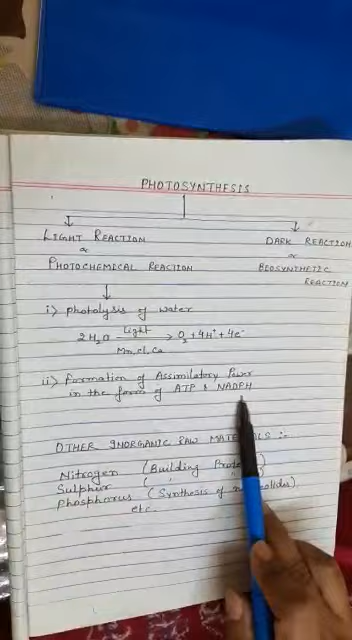 PHOTOSYNTHESIS
LIGHT REACTION
or
PHOTOCHEMICAL REACTION
DARK REACTION
or
BIOSYNTHETIC
REACTION
i) Photolysis of water
2H2O Light → O2 + 4H+ + 4e-
Mn, Cl, Ca
ii) Formation of Assimilatory Power
in the form of ATP & NADPH
OTHER INORGANIC RAW MATERIALS :-
Nitrogen (Building
Sulphur ( " )
Phosphorus (Synthesis of
etc.